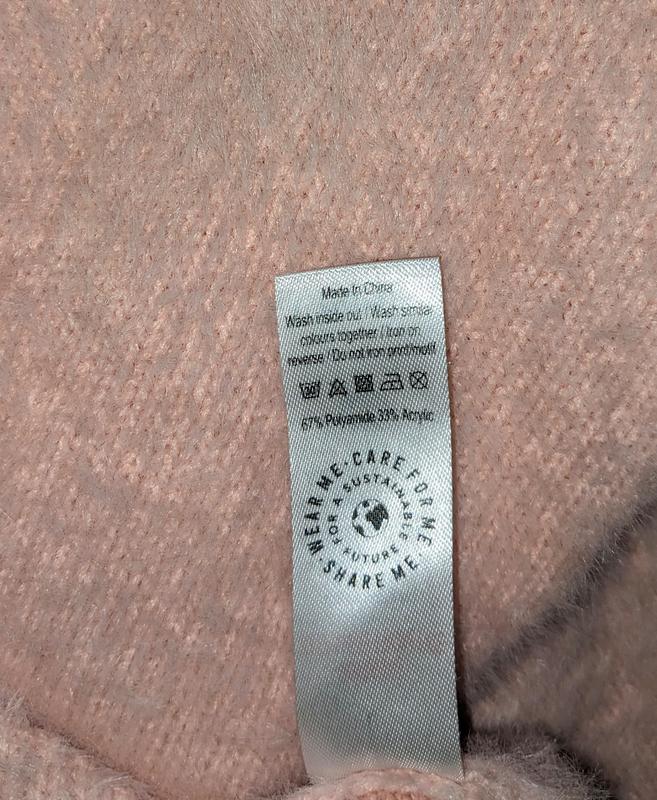 Made In China
Wash inside out / Wash similar
colours together / Iron on
reverse / Do not iron print/motif
67% Polyamide 33% Acrylic
WEAR ME · CARE FOR ME · SHARE ME ·
FOR A SUSTAINABLE FUTURE